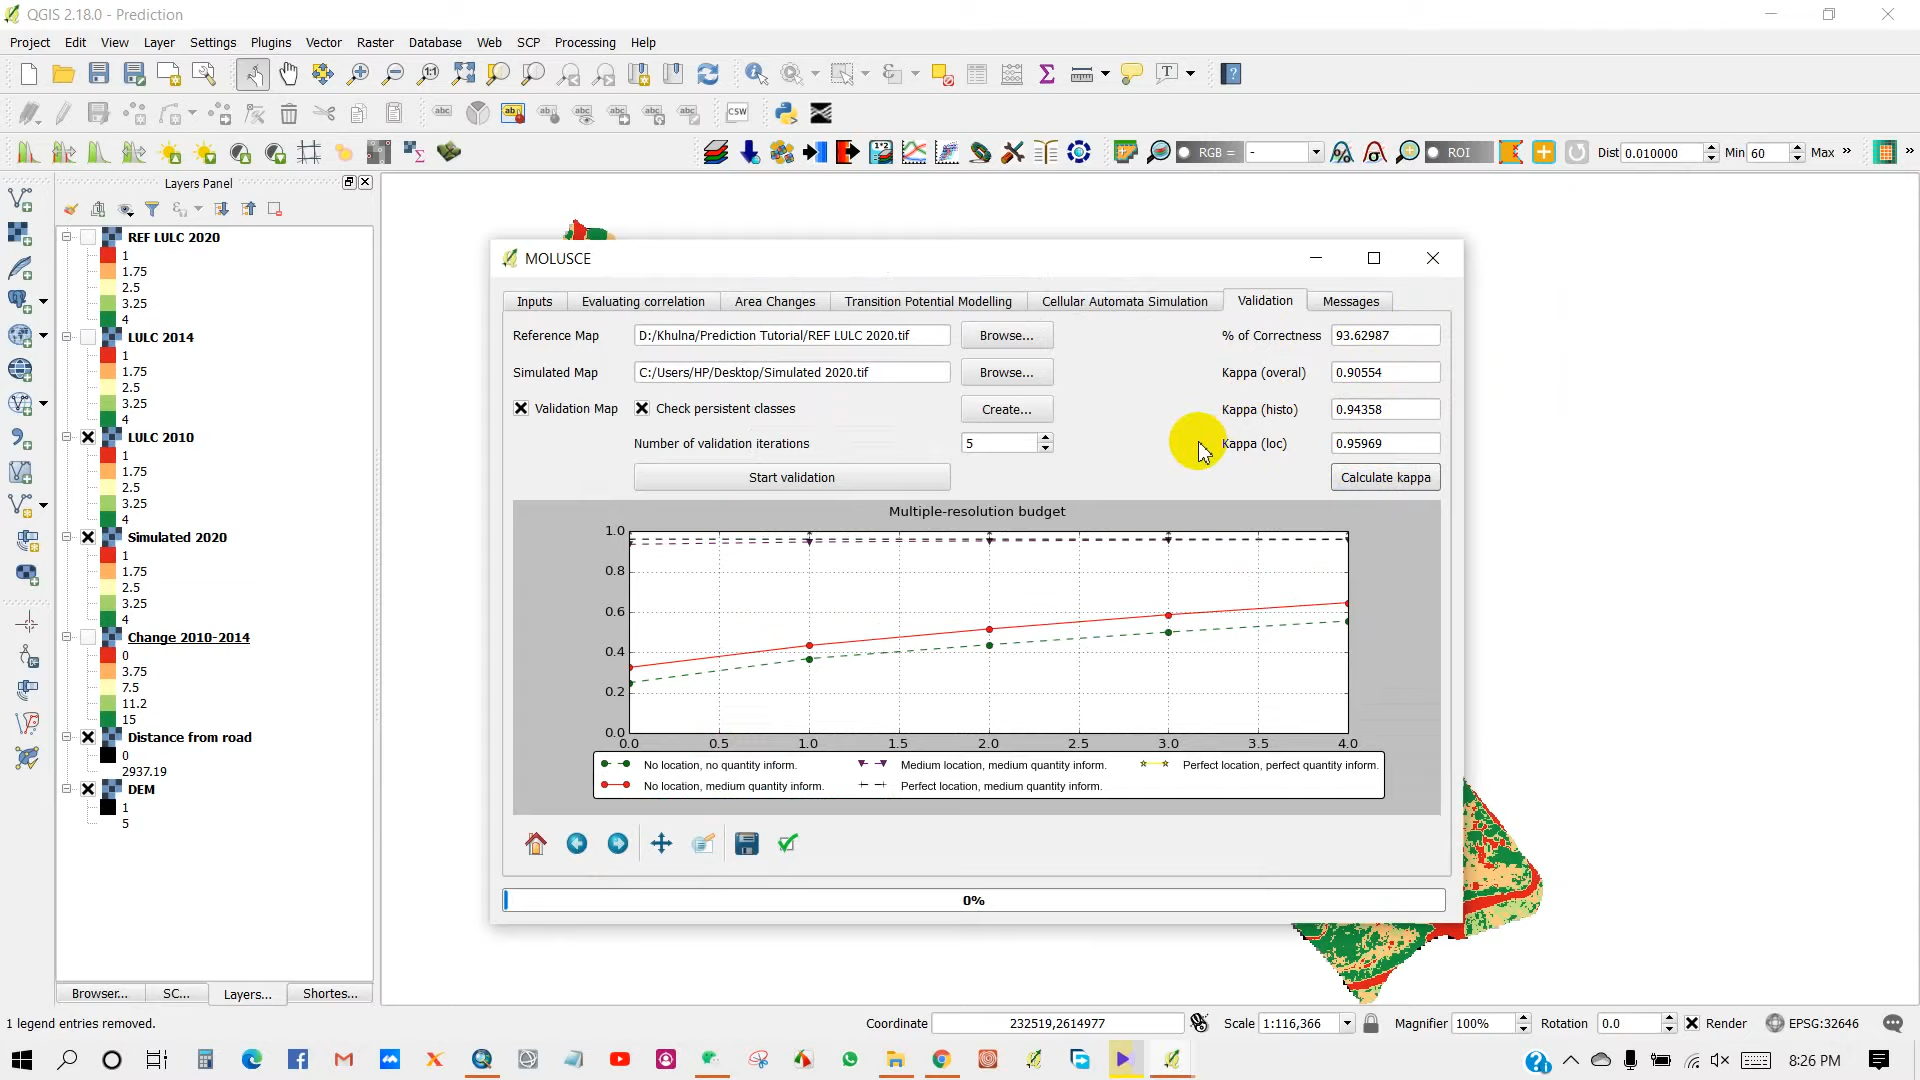 QGIS 2.18.0 - Prediction
Project Edit View Layer Settings Plugins Vector Raster Database Web SCP Processing Help
RGB = - ROI Dist 0.010000 Min 60 Max »
Layers Panel
REF LULC 2020
1
1.75
2.5
3.25
4
LULC 2014
1
1.75
2.5
3.25
4
LULC 2010
1
1.75
2.5
3.25
4
Simulated 2020
1
1.75
2.5
3.25
4
Change 2010-2014
0
3.75
7.5
11.2
15
Distance from road
0
2937.19
DEM
1
5
Browser... SC... Layers... Shortes...
MOLUSCE
Inputs Evaluating correlation Area Changes Transition Potential Modelling Cellular Automata Simulation Validation Messages
Reference Map D:/Khulna/Prediction Tutorial/REF LULC 2020.tif Browse... % of Correctness 93.62987
Simulated Map C:/Users/HP/Desktop/Simulated 2020.tif Browse... Kappa (overal) 0.90554
Validation Map Check persistent classes Create... Kappa (histo) 0.94358
Number of validation iterations 5 Kappa (loc) 0.95969
Start validation Calculate kappa
Multiple-resolution budget
1.0
0.8
0.6
0.4
0.2
0.0
0.0 0.5 1.0 1.5 2.0 2.5 3.0 3.5 4.0
No location, no quantity inform. Medium location, medium quantity inform. Perfect location, perfect quantity inform.
No location, medium quantity inform. Perfect location, medium quantity inform.
0%
1 legend entries removed. Coordinate 232519,2614977 Scale 1:116,366 Magnifier 100% Rotation 0.0 Render EPSG:32646
8:26 PM